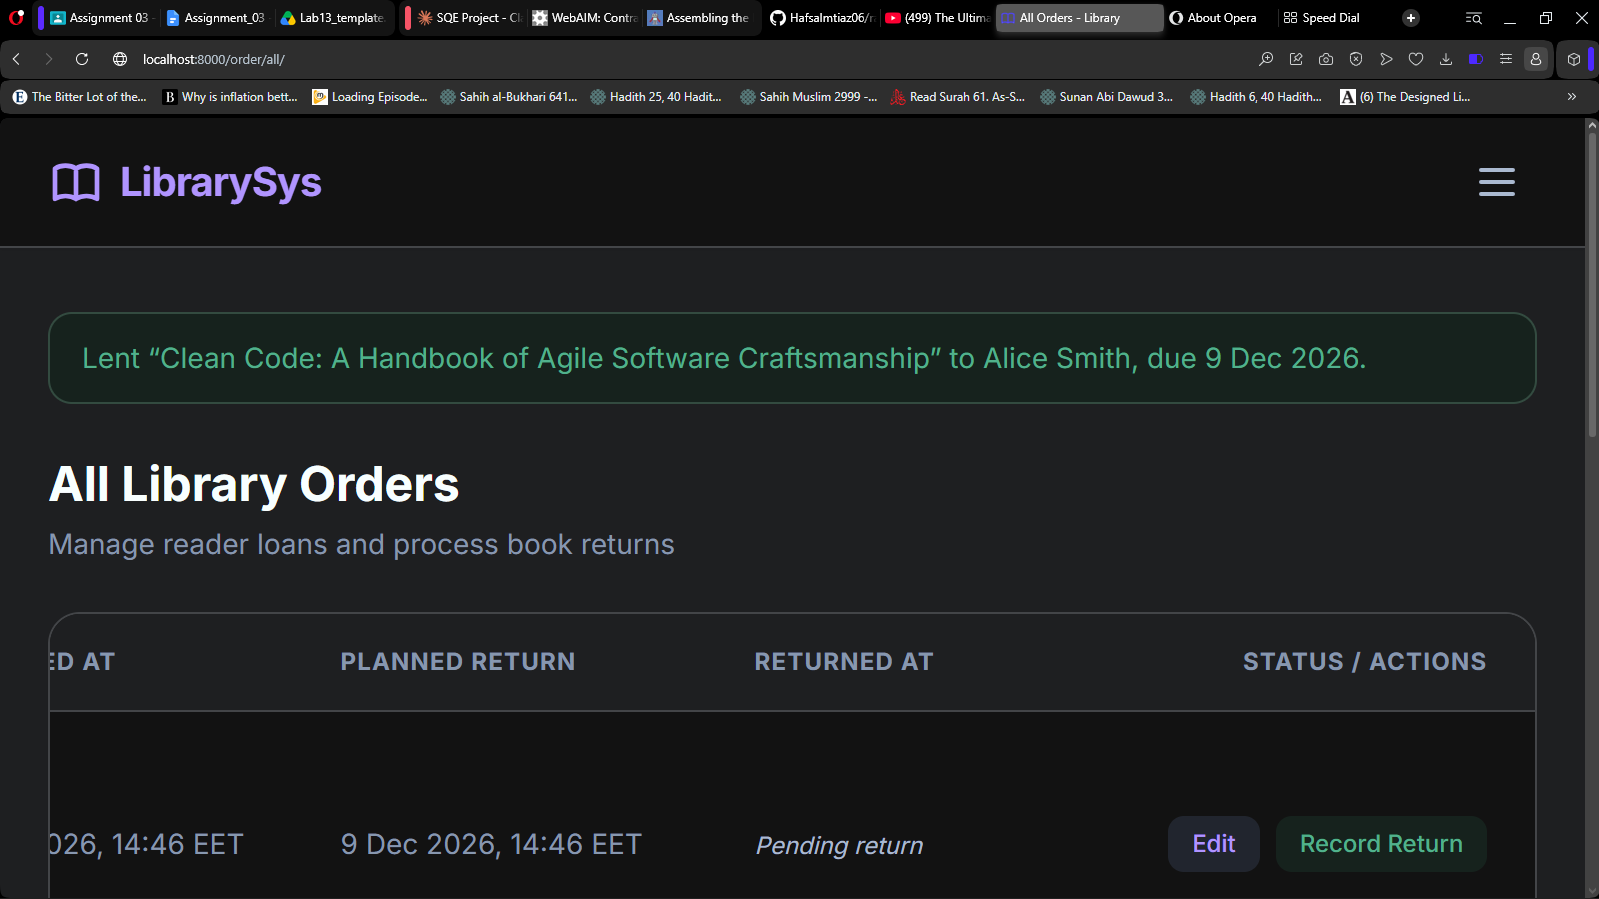 Assignment 03
Assignment_03
Lab13_template.
SQE Project - Cl
WebAIM: Contra
Assembling the
HafsaImtiaz06/r
(499) The Ultima
All Orders - Library
About Opera
Speed Dial
localhost:8000/order/all/
The Bitter Lot of the...
Why is inflation bett...
Loading Episode...
Sahih al-Bukhari 641...
Hadith 25, 40 Hadit...
Sahih Muslim 2999 -...
Read Surah 61. As-S...
Sunan Abi Dawud 3...
Hadith 6, 40 Hadith...
(6) The Designed Li...
LibrarySys
Lent “Clean Code: A Handbook of Agile Software Craftsmanship” to Alice Smith, due 9 Dec 2026.
All Library Orders
Manage reader loans and process book returns
ED AT PLANNED RETURN RETURNED AT STATUS / ACTIONS
026, 14:46 EET 9 Dec 2026, 14:46 EET Pending return Edit Record Return